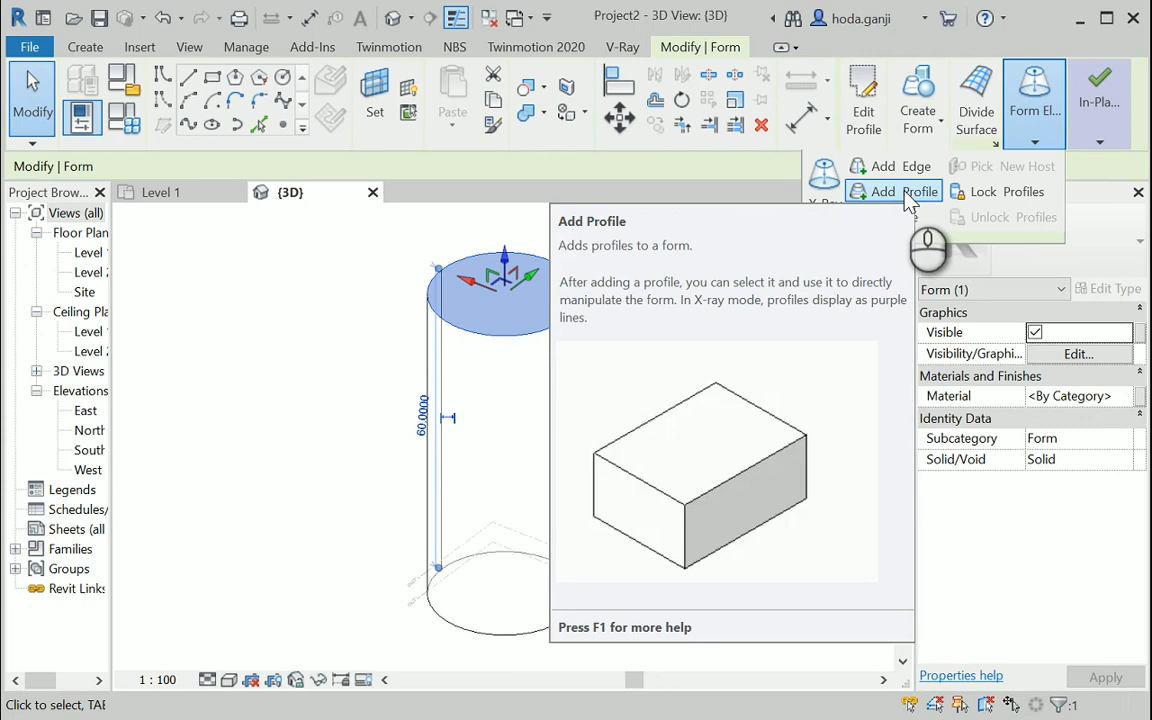 Project2 - 3D View: {3D}
hoda.ganji
File
Create
Insert
View
Manage
Add-Ins
Twinmotion
NBS
Twinmotion 2020
V-Ray
Modify | Form
Modify
Set
Paste
Edit
Profile
Create
Form
Divide
Surface
Form El...
In-Plac...
Modify | Form
Add Edge
Pick New Host
Add Profile
Lock Profiles
Unlock Profiles
Project Brow...
Level 1
{3D}
Views (all)
Floor Plan
Level
Level
Site
Ceiling Pla
Level
Level
3D Views
Elevations
East
North
South
West
Legends
Schedules/
Sheets (all
Families
Groups
Revit Links
60.0000
Add Profile
Adds profiles to a form.
After adding a profile, you can select it and use it to directly
manipulate the form. In X-ray mode, profiles display as purple
lines.
Press F1 for more help
Form (1)
Edit Type
Graphics
Visible
Visibility/Graphi...
Edit...
Materials and Finishes
Material
<By Category>
Identity Data
Subcategory
Form
Solid/Void
Solid
Properties help
Apply
1 : 100
Click to select, TAE
:1